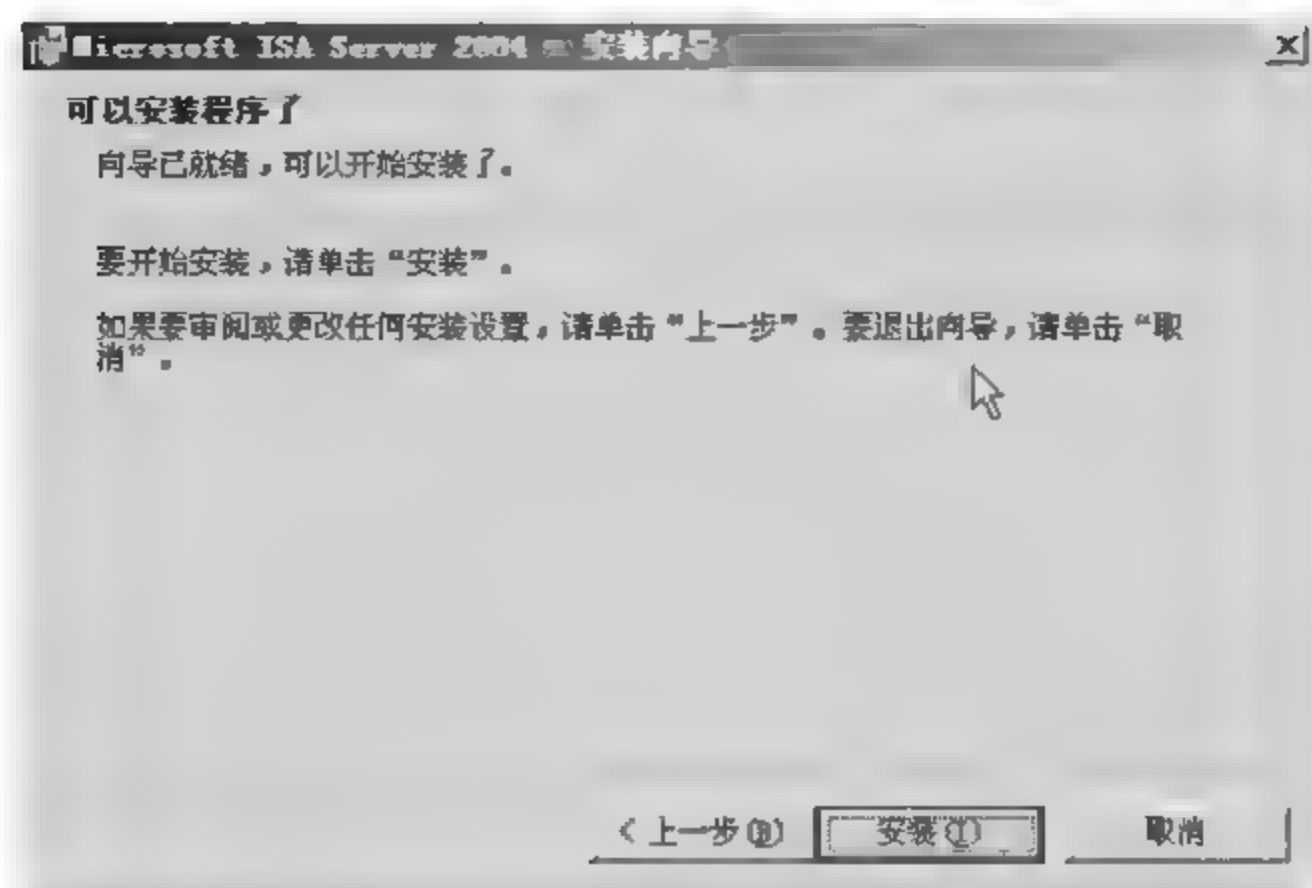 Microsoft ISA Server 2004 - 安装向导
可以安装程序了
向导已就绪，可以开始安装了。
要开始安装，请单击“安装”。
如果要审阅或更改任何安装设置，请单击“上一步”。要退出向导，请单击“取
消”。
< 上一步(B)
安装(I)
取消